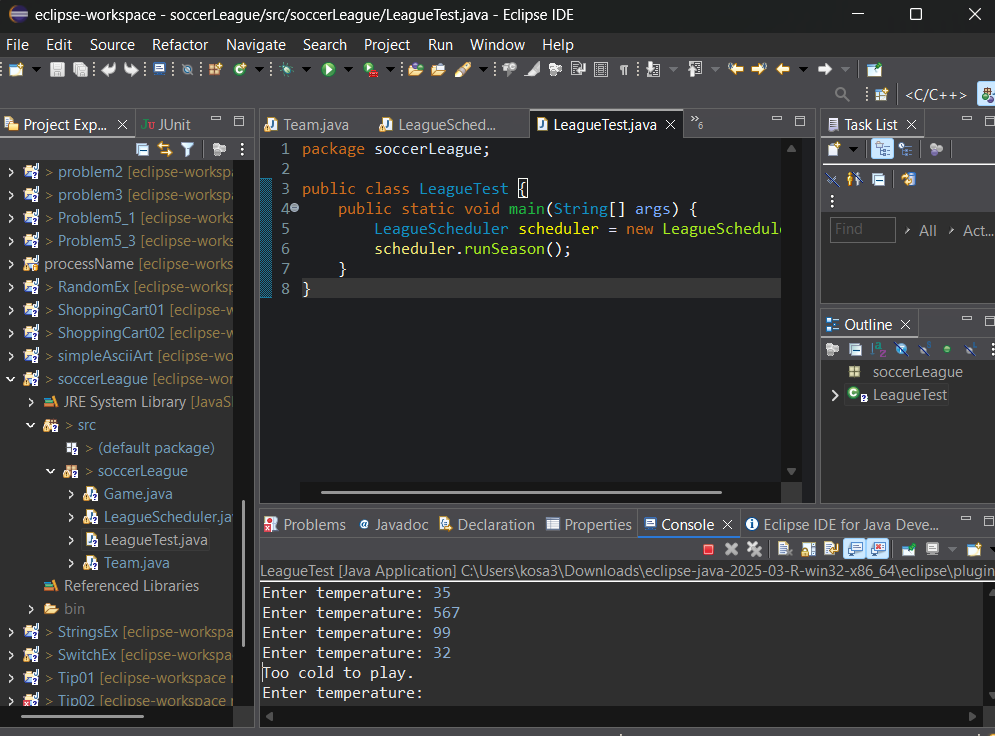 eclipse-workspace - soccerLeague/src/soccerLeague/LeagueTest.java - Eclipse IDE
File Edit Source Refactor Navigate Search Project Run Window Help
<C/C++>
Project Exp...
JUnit
> problem2 [eclipse-worksp
> problem3 [eclipse-worksp
> Problem5_1 [eclipse-works
> Problem5_3 [eclipse-works
processName [eclipse-works
> RandomEx [eclipse-worksp
> ShoppingCart01 [eclipse-w
> ShoppingCart02 [eclipse-w
> simpleAsciiArt [eclipse-wo
> soccerLeague [eclipse-wor
JRE System Library [JavaS
> src
> (default package)
> soccerLeague
Game.java
LeagueScheduler.ja
LeagueTest.java
Team.java
Referenced Libraries
bin
> StringsEx [eclipse-workspa
> SwitchEx [eclipse-workspa
> Tip01 [eclipse-workspace
> Tip02 [eclipse-workspace
Team.java
LeagueSched...
LeagueTest.java
»6
1 package soccerLeague;
2
3 public class LeagueTest {
4 public static void main(String[] args) {
5 LeagueScheduler scheduler = new LeagueSchedul
6 scheduler.runSeason();
7 }
8 }
Task List
Find
All
Act...
Outline
soccerLeague
LeagueTest
Problems
Javadoc
Declaration
Properties
Console
Eclipse IDE for Java Deve...
LeagueTest [Java Application] C:\Users\kosa3\Downloads\eclipse-java-2025-03-R-win32-x86_64\eclipse\plugin
Enter temperature: 35
Enter temperature: 567
Enter temperature: 99
Enter temperature: 32
Too cold to play.
Enter temperature: